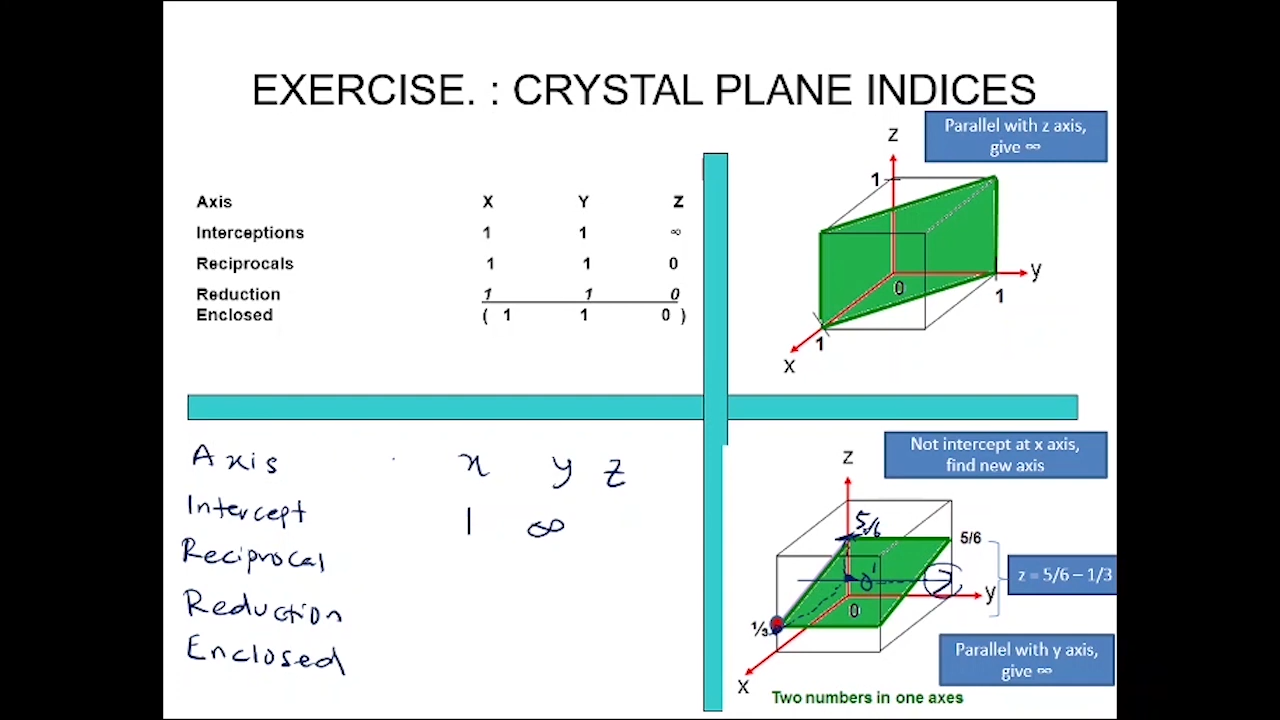 EXERCISE. : CRYSTAL PLANE INDICES
Axis X Y Z
Interceptions 1 1 ∞
Reciprocals 1 1 0
Reduction 1 1 0
Enclosed ( 1 1 0 )
Parallel with z axis,
give ∞
z
1
y
0
1
1
x
Axis x y z
Intercept 1 ∞
Reciprocal
Reduction
Enclosed
Not intercept at x axis,
find new axis
z
5/6
5/6
z = 5/6 – 1/3
0'
y
0
⅓
Parallel with y axis,
give ∞
x
Two numbers in one axes